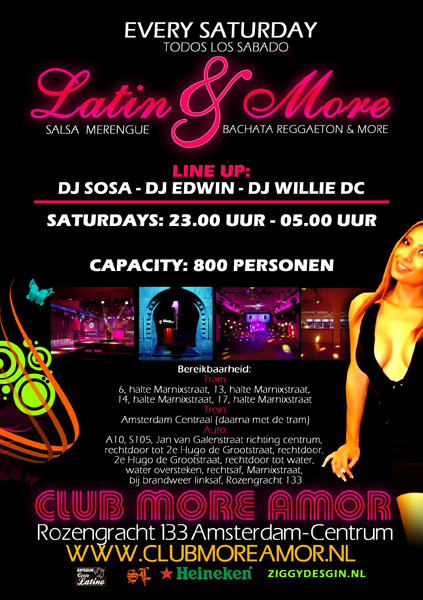 EVERY SATURDAY
TODOS LOS SABADO
Latin & More
SALSA MERENGUE
BACHATA REGGAETON & MORE
LINE UP:
DJ SOSA - DJ EDWIN - DJ WILLIE DC
SATURDAYS: 23.00 UUR - 05.00 UUR
CAPACITY: 800 PERSONEN
Bereikbaarheid:
Tram:
6, halte Marnixstraat, 13, halte Marnixstraat,
14, halte Marnixstraat, 17, halte Marnixstraat
Trein:
Amsterdam Centraal (daarna met de tram)
Auto:
A10, S105, Jan van Galenstraat richting centrum,
rechtdoor tot 2e Hugo de Grootstraat, rechtdoor,
2e Hugo de Grootstraat, rechtdoor tot water,
water oversteken, rechtsaf, Marnixstraat,
bij brandweer linksaf, Rozengracht 133
CLUB MORE AMOR
Rozengracht 133 Amsterdam-Centrum
WWW.CLUBMOREAMOR.NL
KAPSALON
Corte
Latino
SL
Heineken
ZIGGYDESGIN.NL